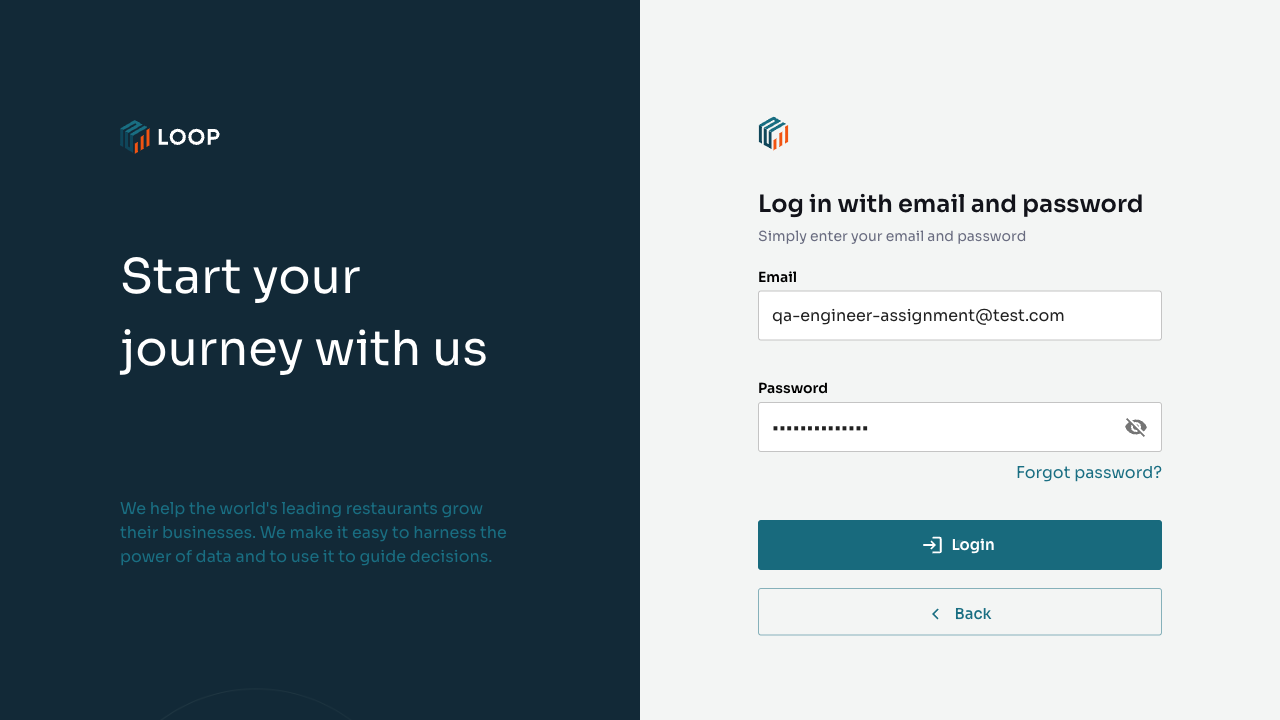 LOOP
Start your
journey with us
We help the world's leading restaurants grow
their businesses. We make it easy to harness the
power of data and to use it to guide decisions.
Log in with email and password
Simply enter your email and password
Email
qa-engineer-assignment@test.com
Password
••••••••••••••
Forgot password?
Login
Back